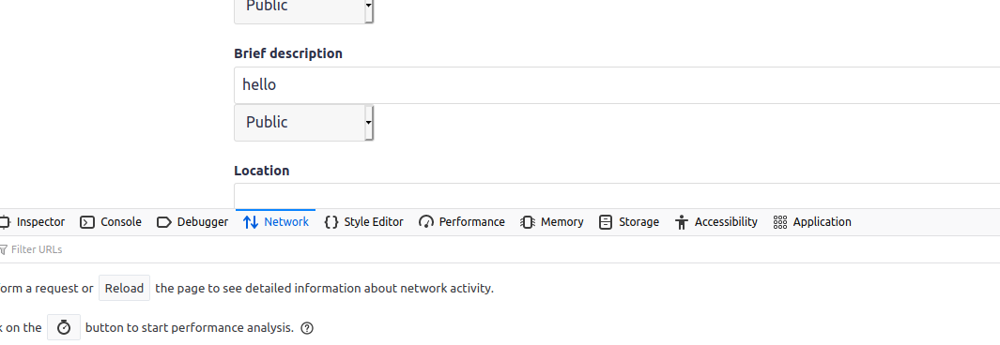 Public
Brief description
hello
Public
Location
Inspector Console Debugger Network Style Editor Performance Memory Storage Accessibility Application
Filter URLs
orm a request or Reload the page to see detailed information about network activity.
on the button to start performance analysis.